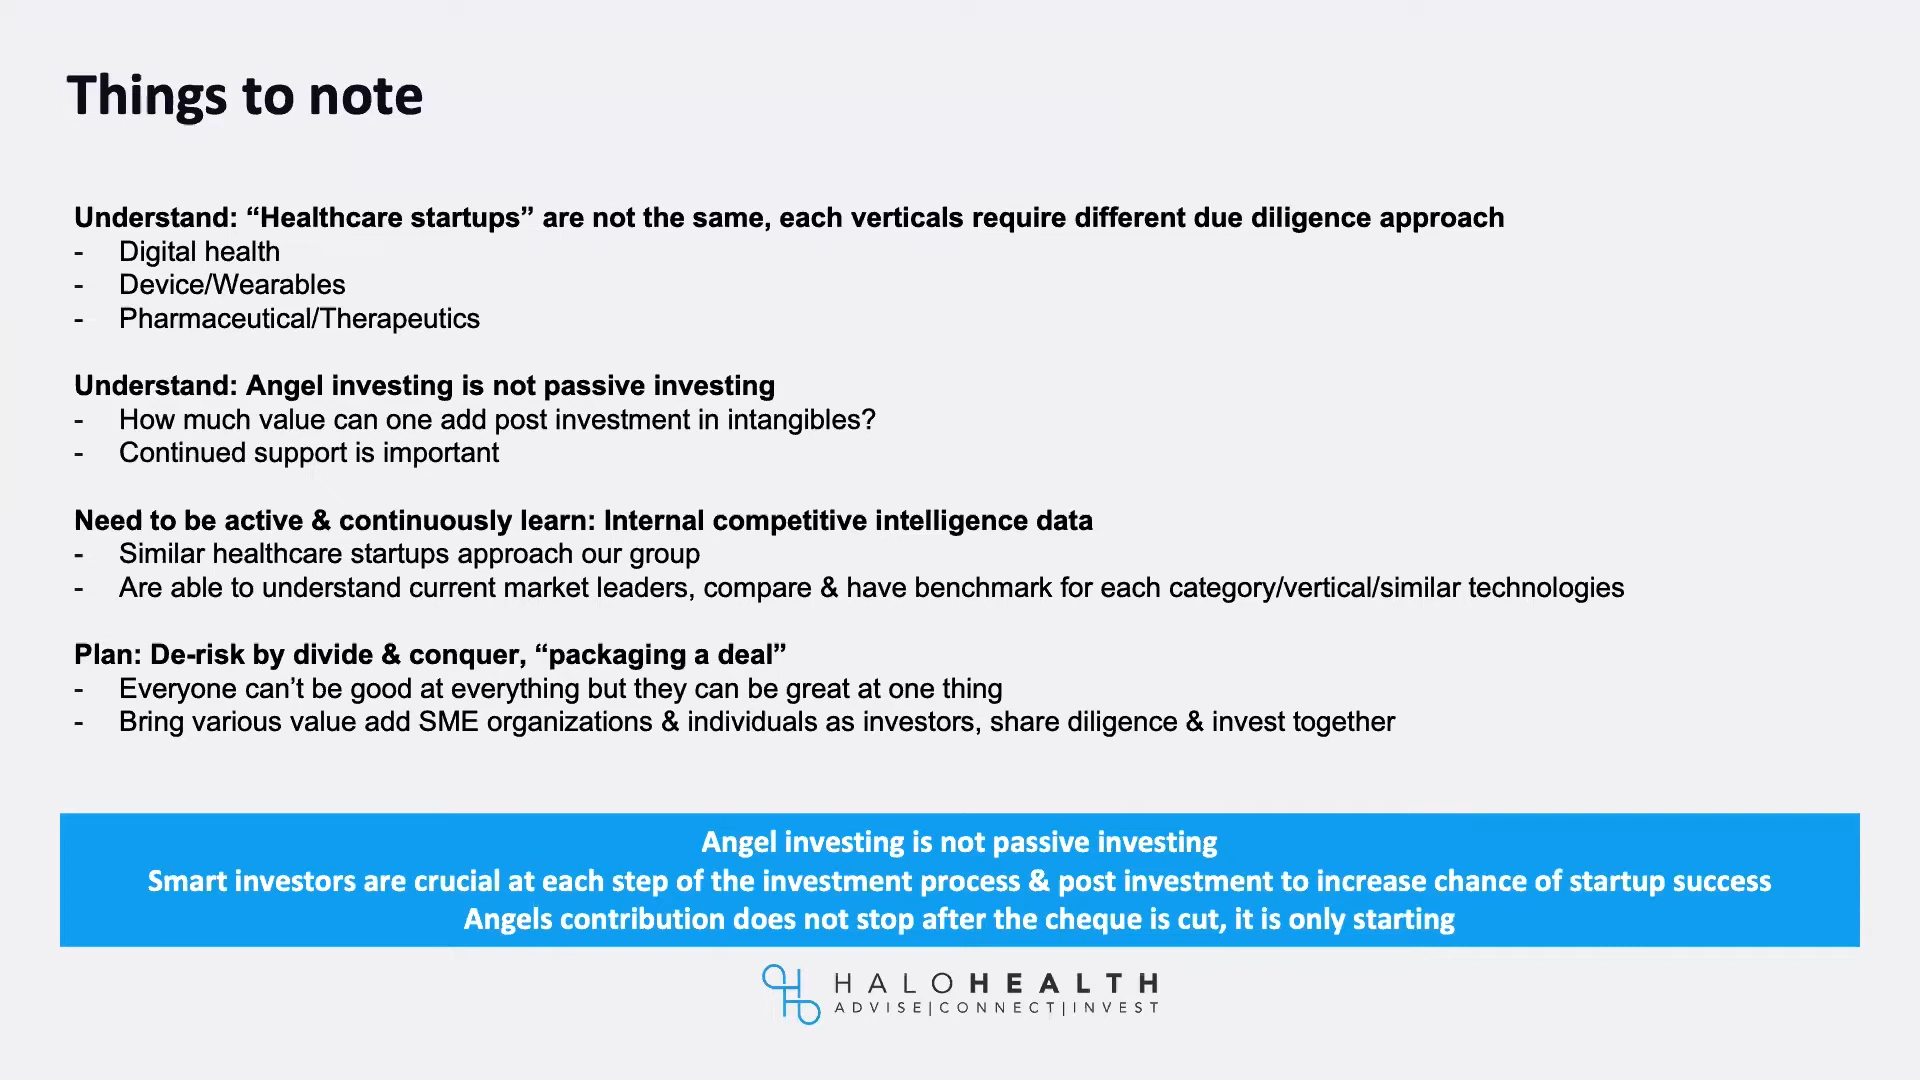 Things to note
Understand: “Healthcare startups” are not the same, each verticals require different due diligence approach
- Digital health
- Device/Wearables
- Pharmaceutical/Therapeutics
Understand: Angel investing is not passive investing
- How much value can one add post investment in intangibles?
- Continued support is important
Need to be active & continuously learn: Internal competitive intelligence data
- Similar healthcare startups approach our group
- Are able to understand current market leaders, compare & have benchmark for each category/vertical/similar technologies
Plan: De-risk by divide & conquer, “packaging a deal”
- Everyone can’t be good at everything but they can be great at one thing
- Bring various value add SME organizations & individuals as investors, share diligence & invest together
Angel investing is not passive investing
Smart investors are crucial at each step of the investment process & post investment to increase chance of startup success
Angels contribution does not stop after the cheque is cut, it is only starting
HALOHEALTH
ADVISE|CONNECT|INVEST